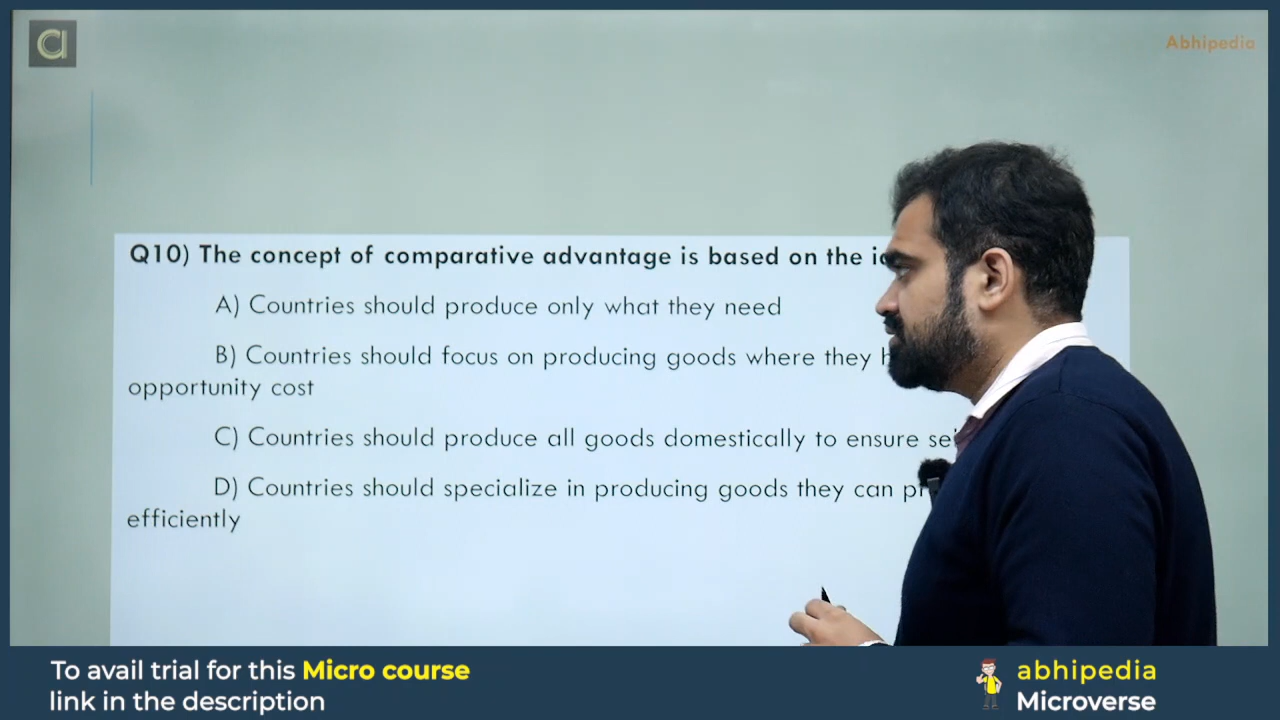 Abhipedia
Q10) The concept of comparative advantage is based on the
A) Countries should produce only what they need
B) Countries should focus on producing goods where they
opportunity cost
C) Countries should produce all goods domestically to ensure
D) Countries should specialize in producing goods they can
efficiently
To avail trial for this Micro course
link in the description
abhipedia
Microverse